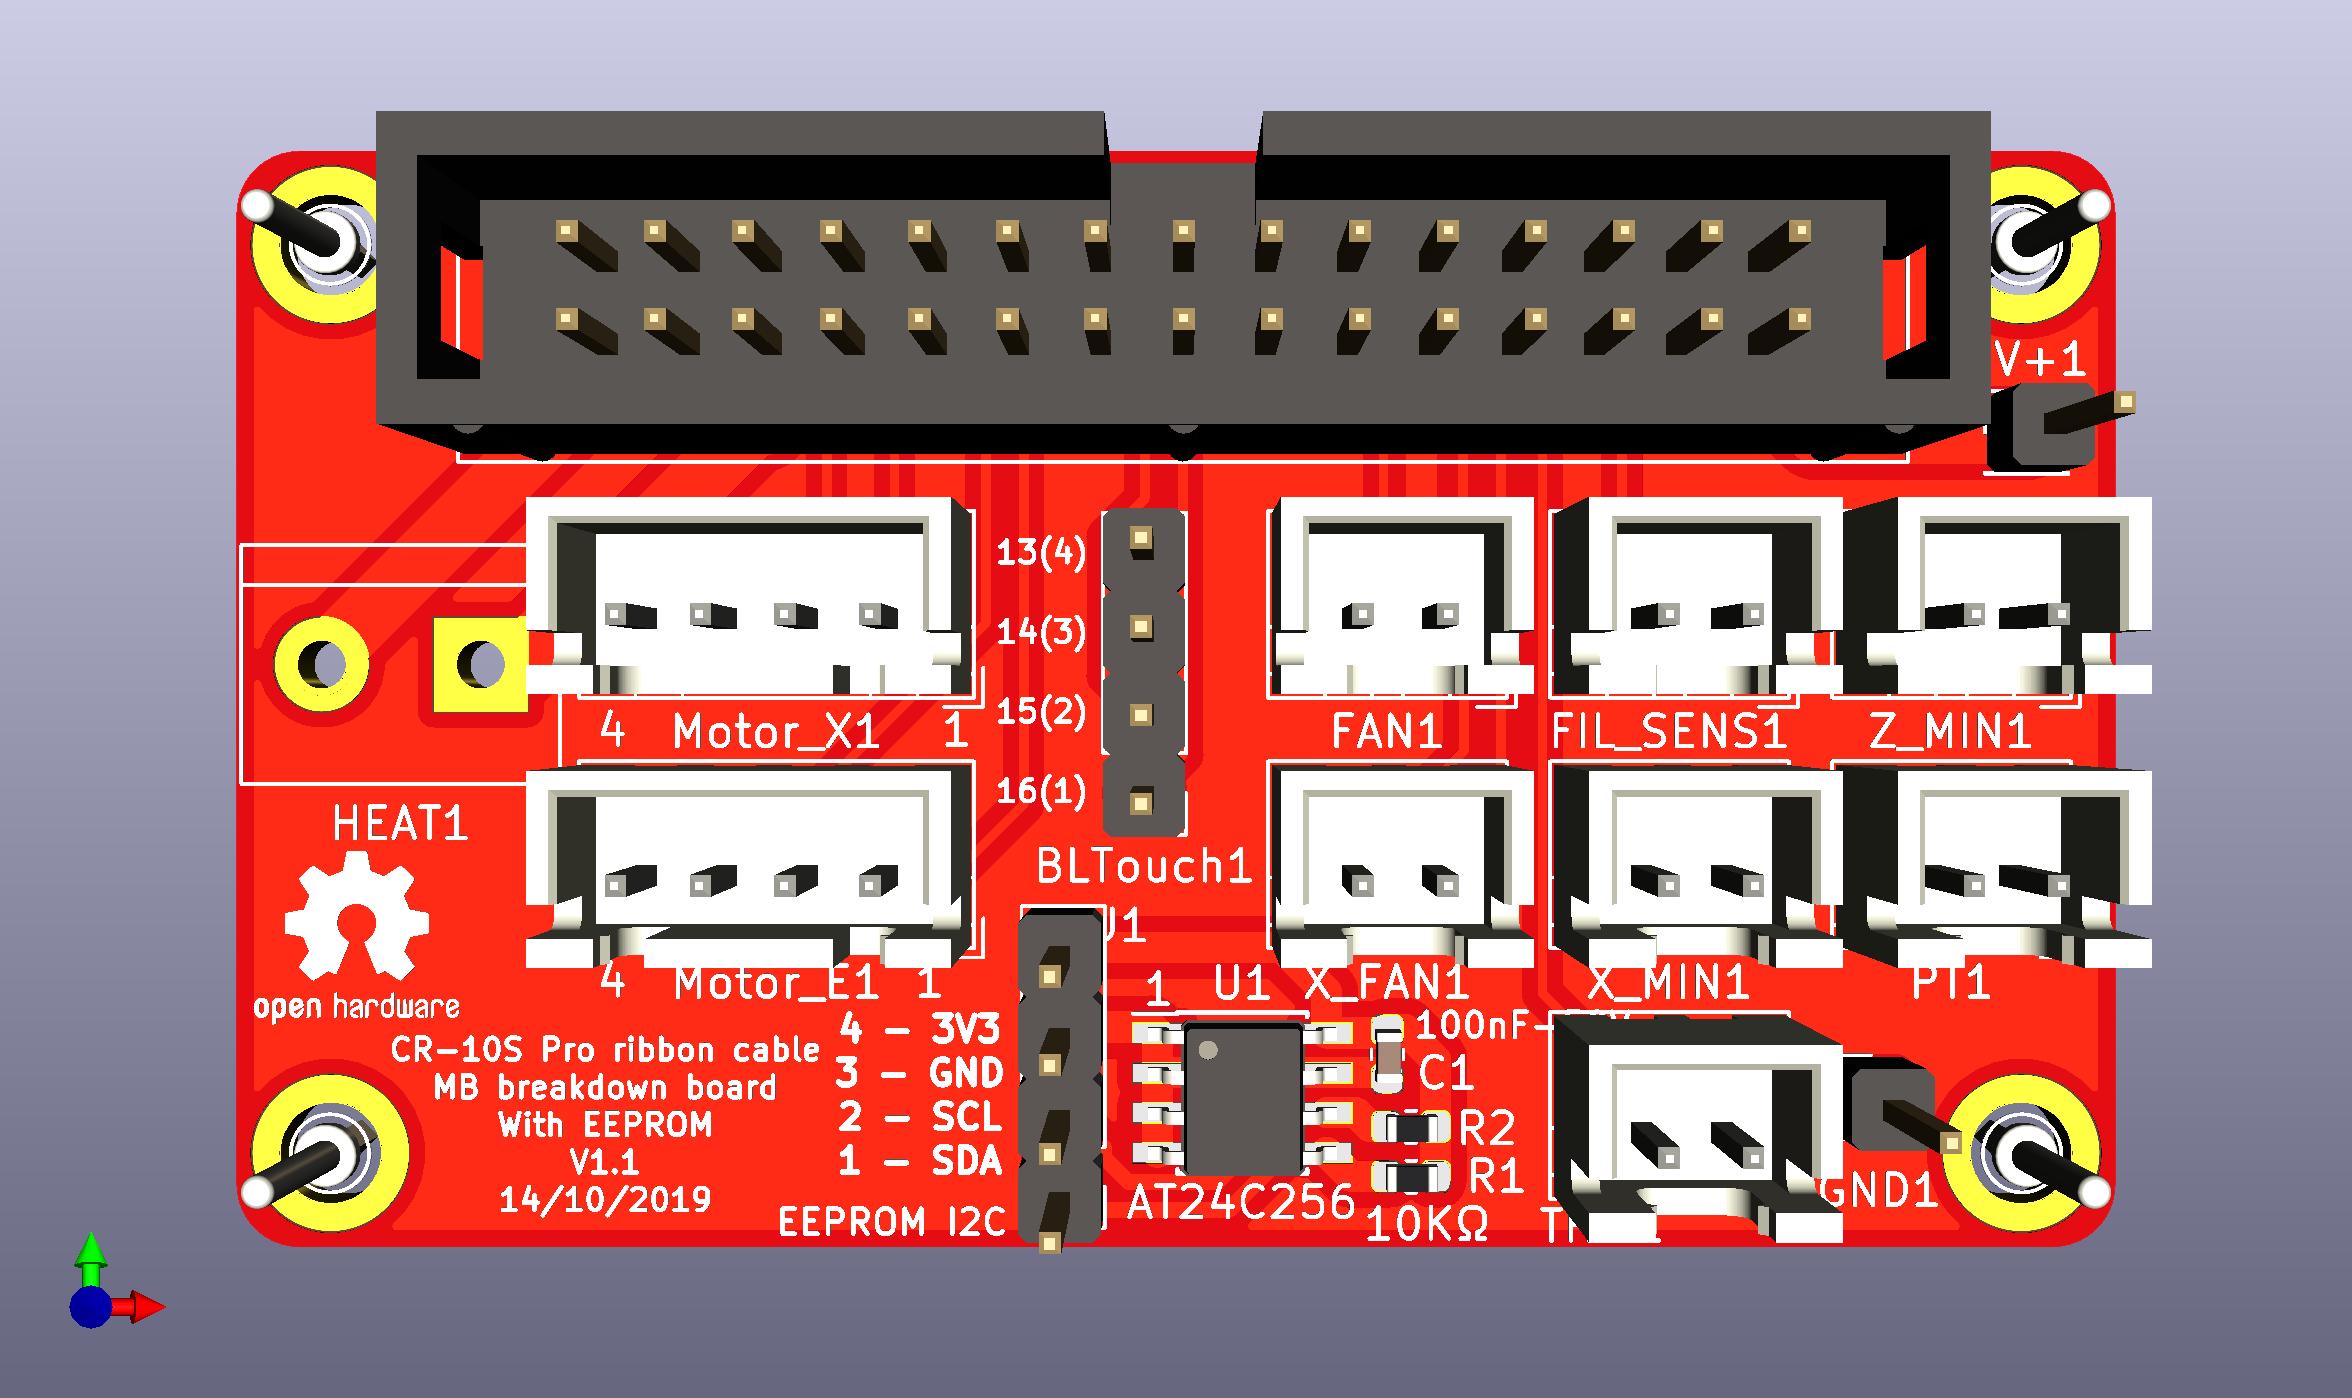 V+1
13(4)
14(3)
15(2)
16(1)
4 Motor_X1 1
FAN1
FIL_SENS1
Z_MIN1
HEAT1
BLTouch1
J1
4 Motor_E1 1
1 U1
X_FAN1
X_MIN1
PT1
open hardware
CR-10S Pro ribbon cable
MB breakdown board
With EEPROM
V1.1
14/10/2019
4 - 3V3
3 - GND
2 - SCL
1 - SDA
EEPROM I2C
AT24C256
C1
R2
R1
10KΩ
GND1